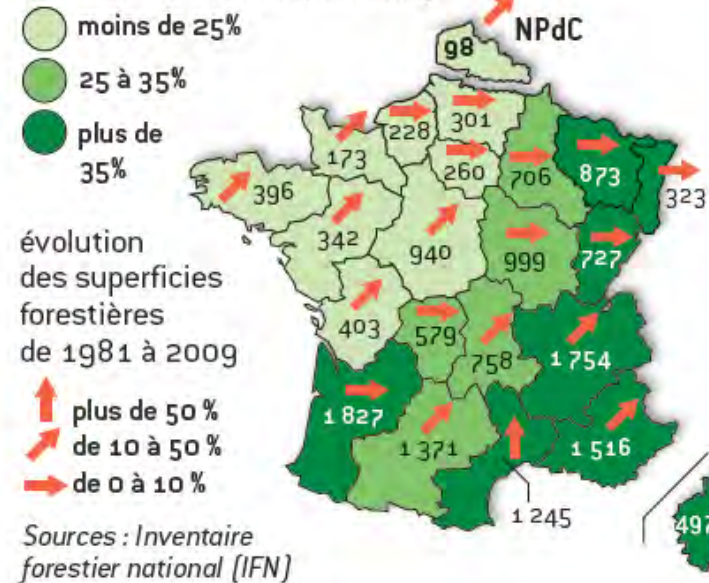 moins de 25%
25 à 35%
plus de
35%
évolution
des superficies
forestières
de 1981 à 2009
plus de 50 %
de 10 à 50 %
de 0 à 10 %
Sources : Inventaire
forestier national (IFN)
98
NPdC
228
301
173
260
706
873
323
396
342
940
999
727
403
579
758
1 754
1 827
1 371
1 516
1 245